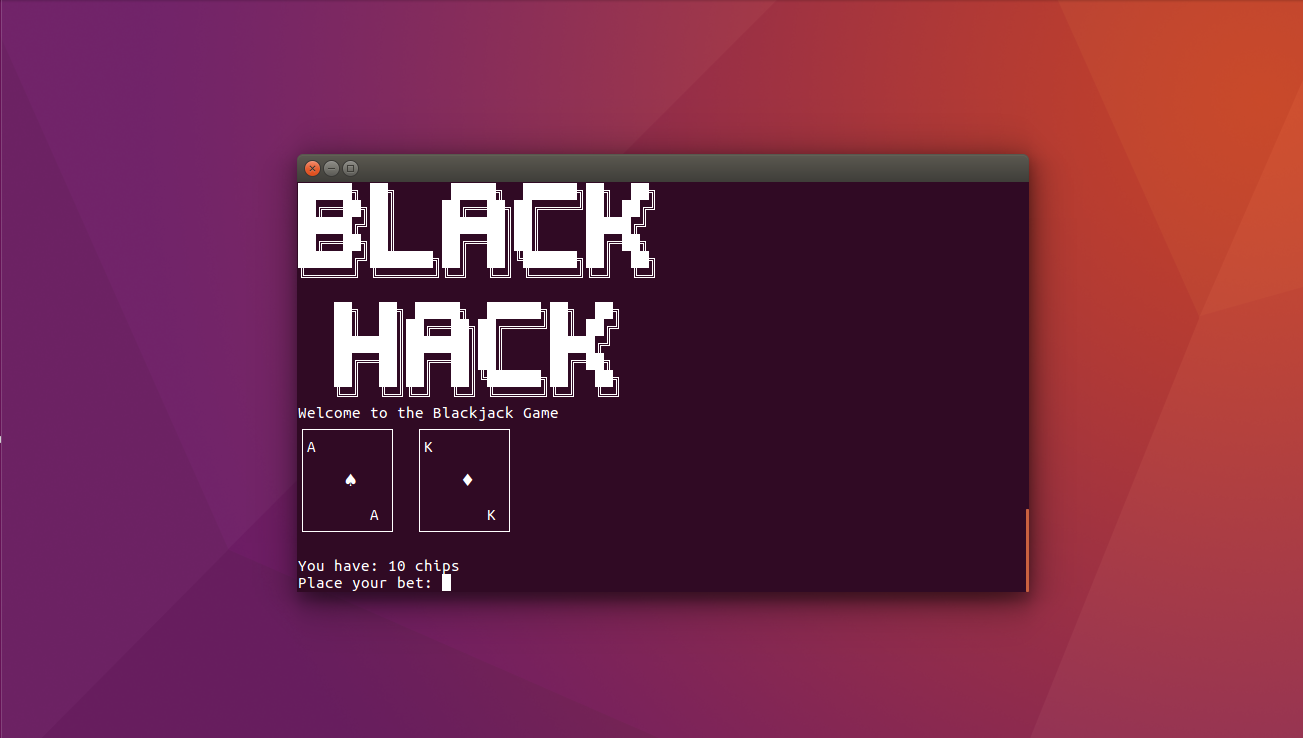 BLACK
HACK
Welcome to the Blackjack Game
A K
♠ ♦
A K
You have: 10 chips
Place your bet: